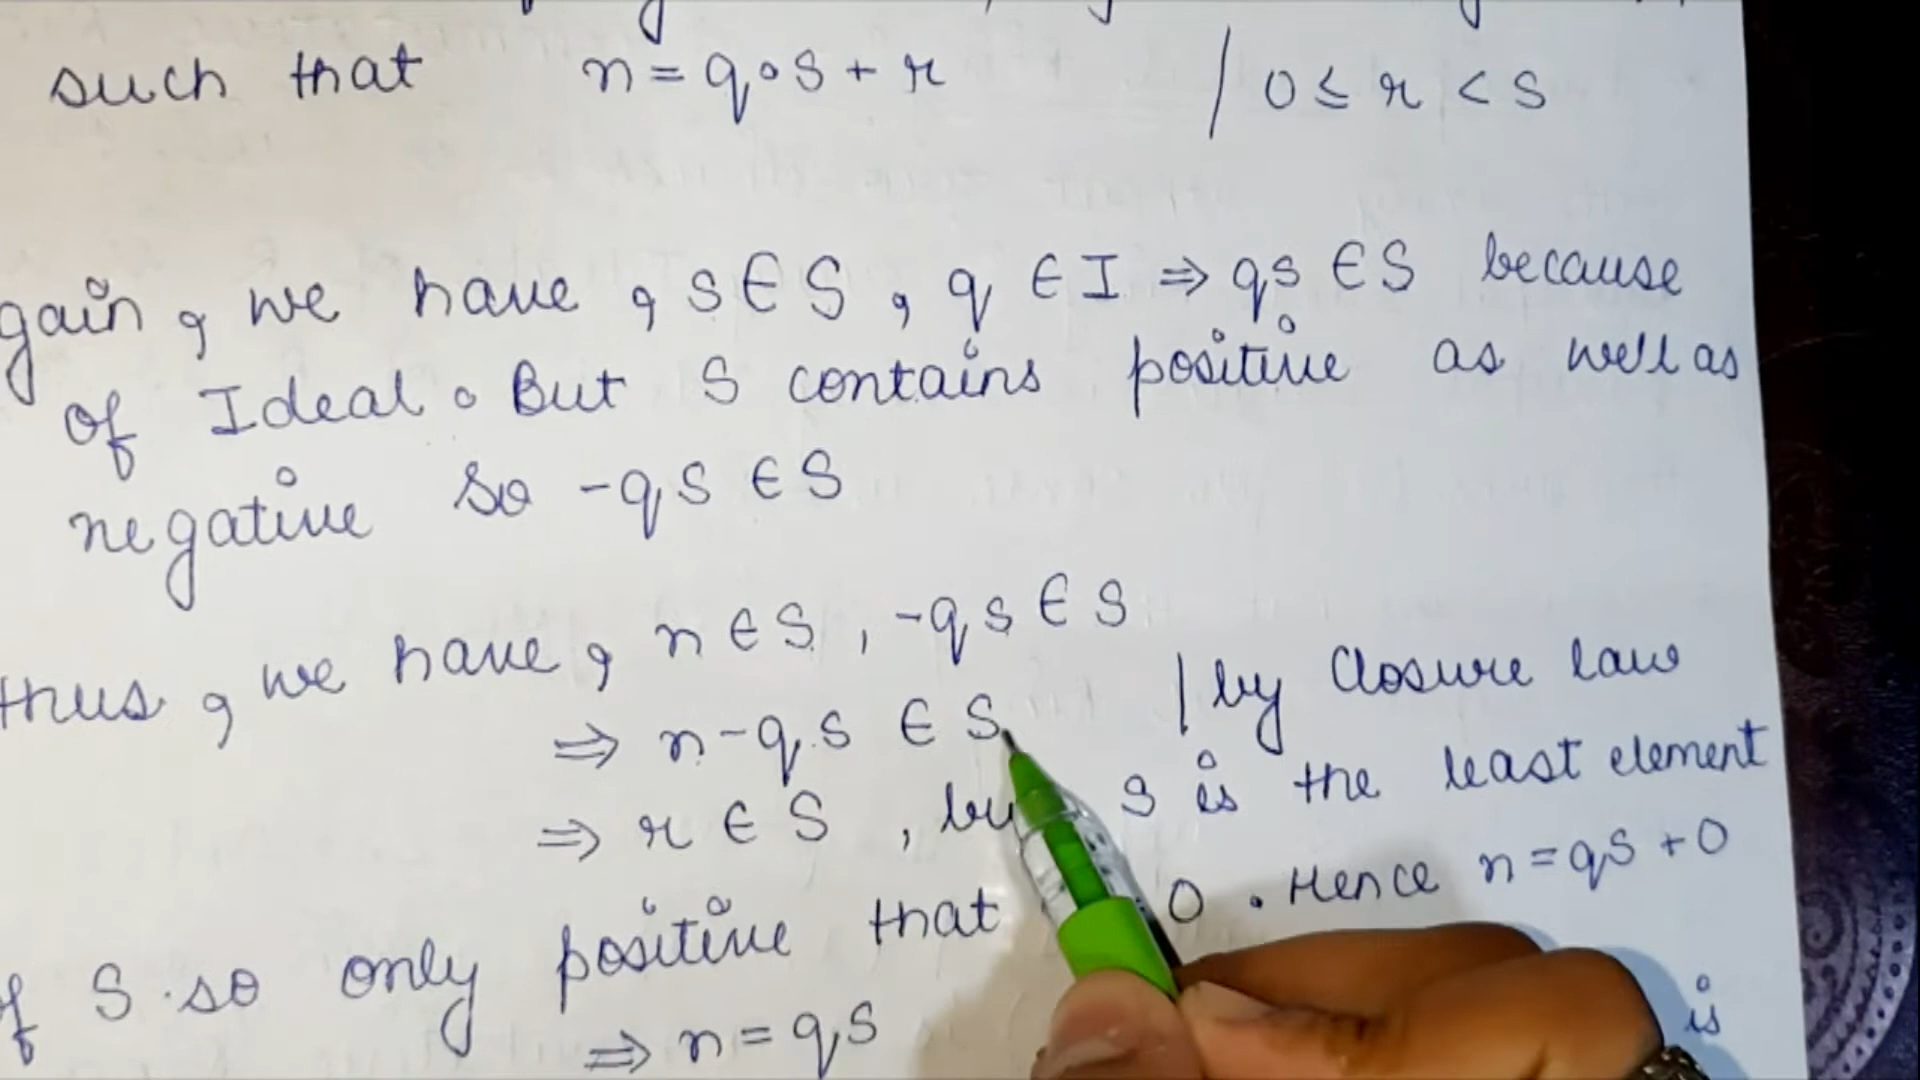 such that n = q∘s + r / 0 ≤ r < s
gain, we have, s ∈ S, q ∈ I ⇒ qs ∈ S because
of Ideal. But S contains positive as well as
negative so -qs ∈ S
thus, we have, n ∈ S, -qs ∈ S
⇒ n-q.s ∈ S | by Closure law
⇒ r ∈ S, bu s is the least element
f S. so only positive that 0. Hence n = qs + 0
⇒ n = qs is